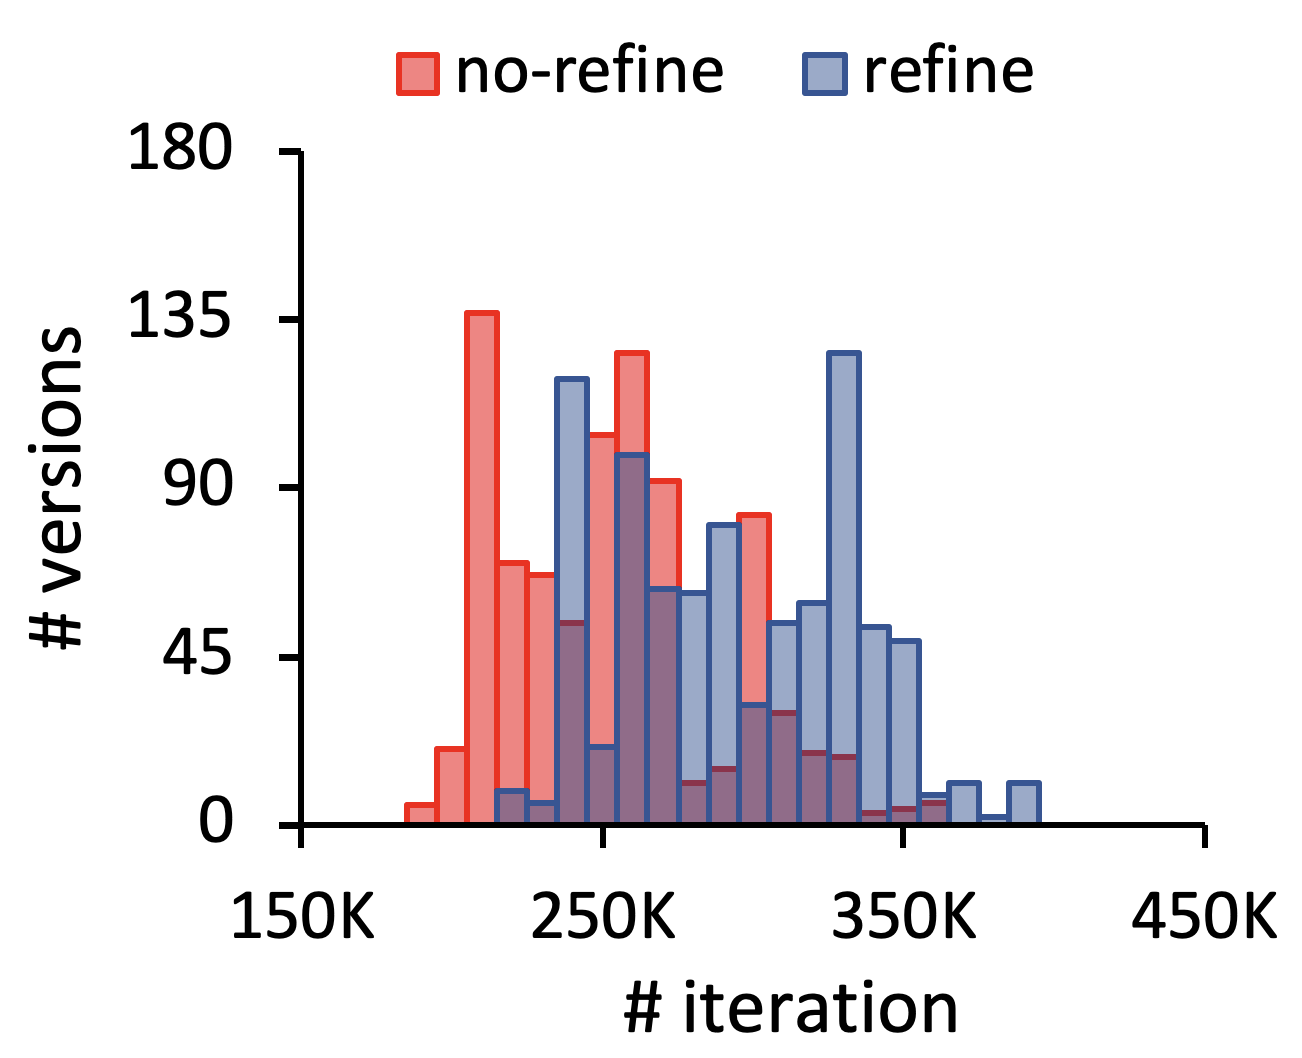 no-refine refine
180
135
90
45
0
# versions
150K 250K 350K 450K
# iteration